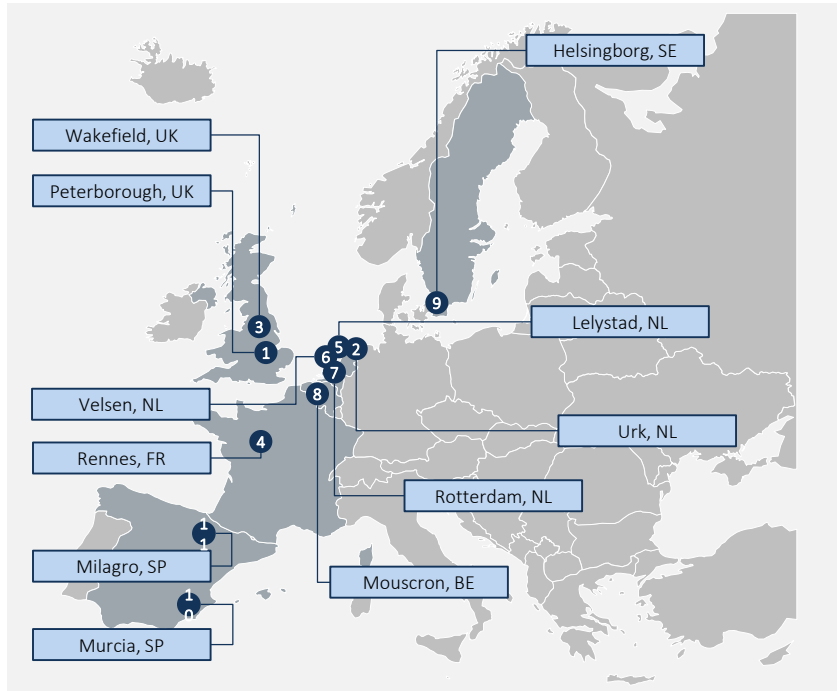 Helsingborg, SE
Wakefield, UK
Peterborough, UK
9
Lelystad, NL
3
1
5
2
6
7
8
Velsen, NL
Urk, NL
4
Rennes, FR
Rotterdam, NL
1
1
Milagro, SP
Mouscron, BE
1
0
Murcia, SP